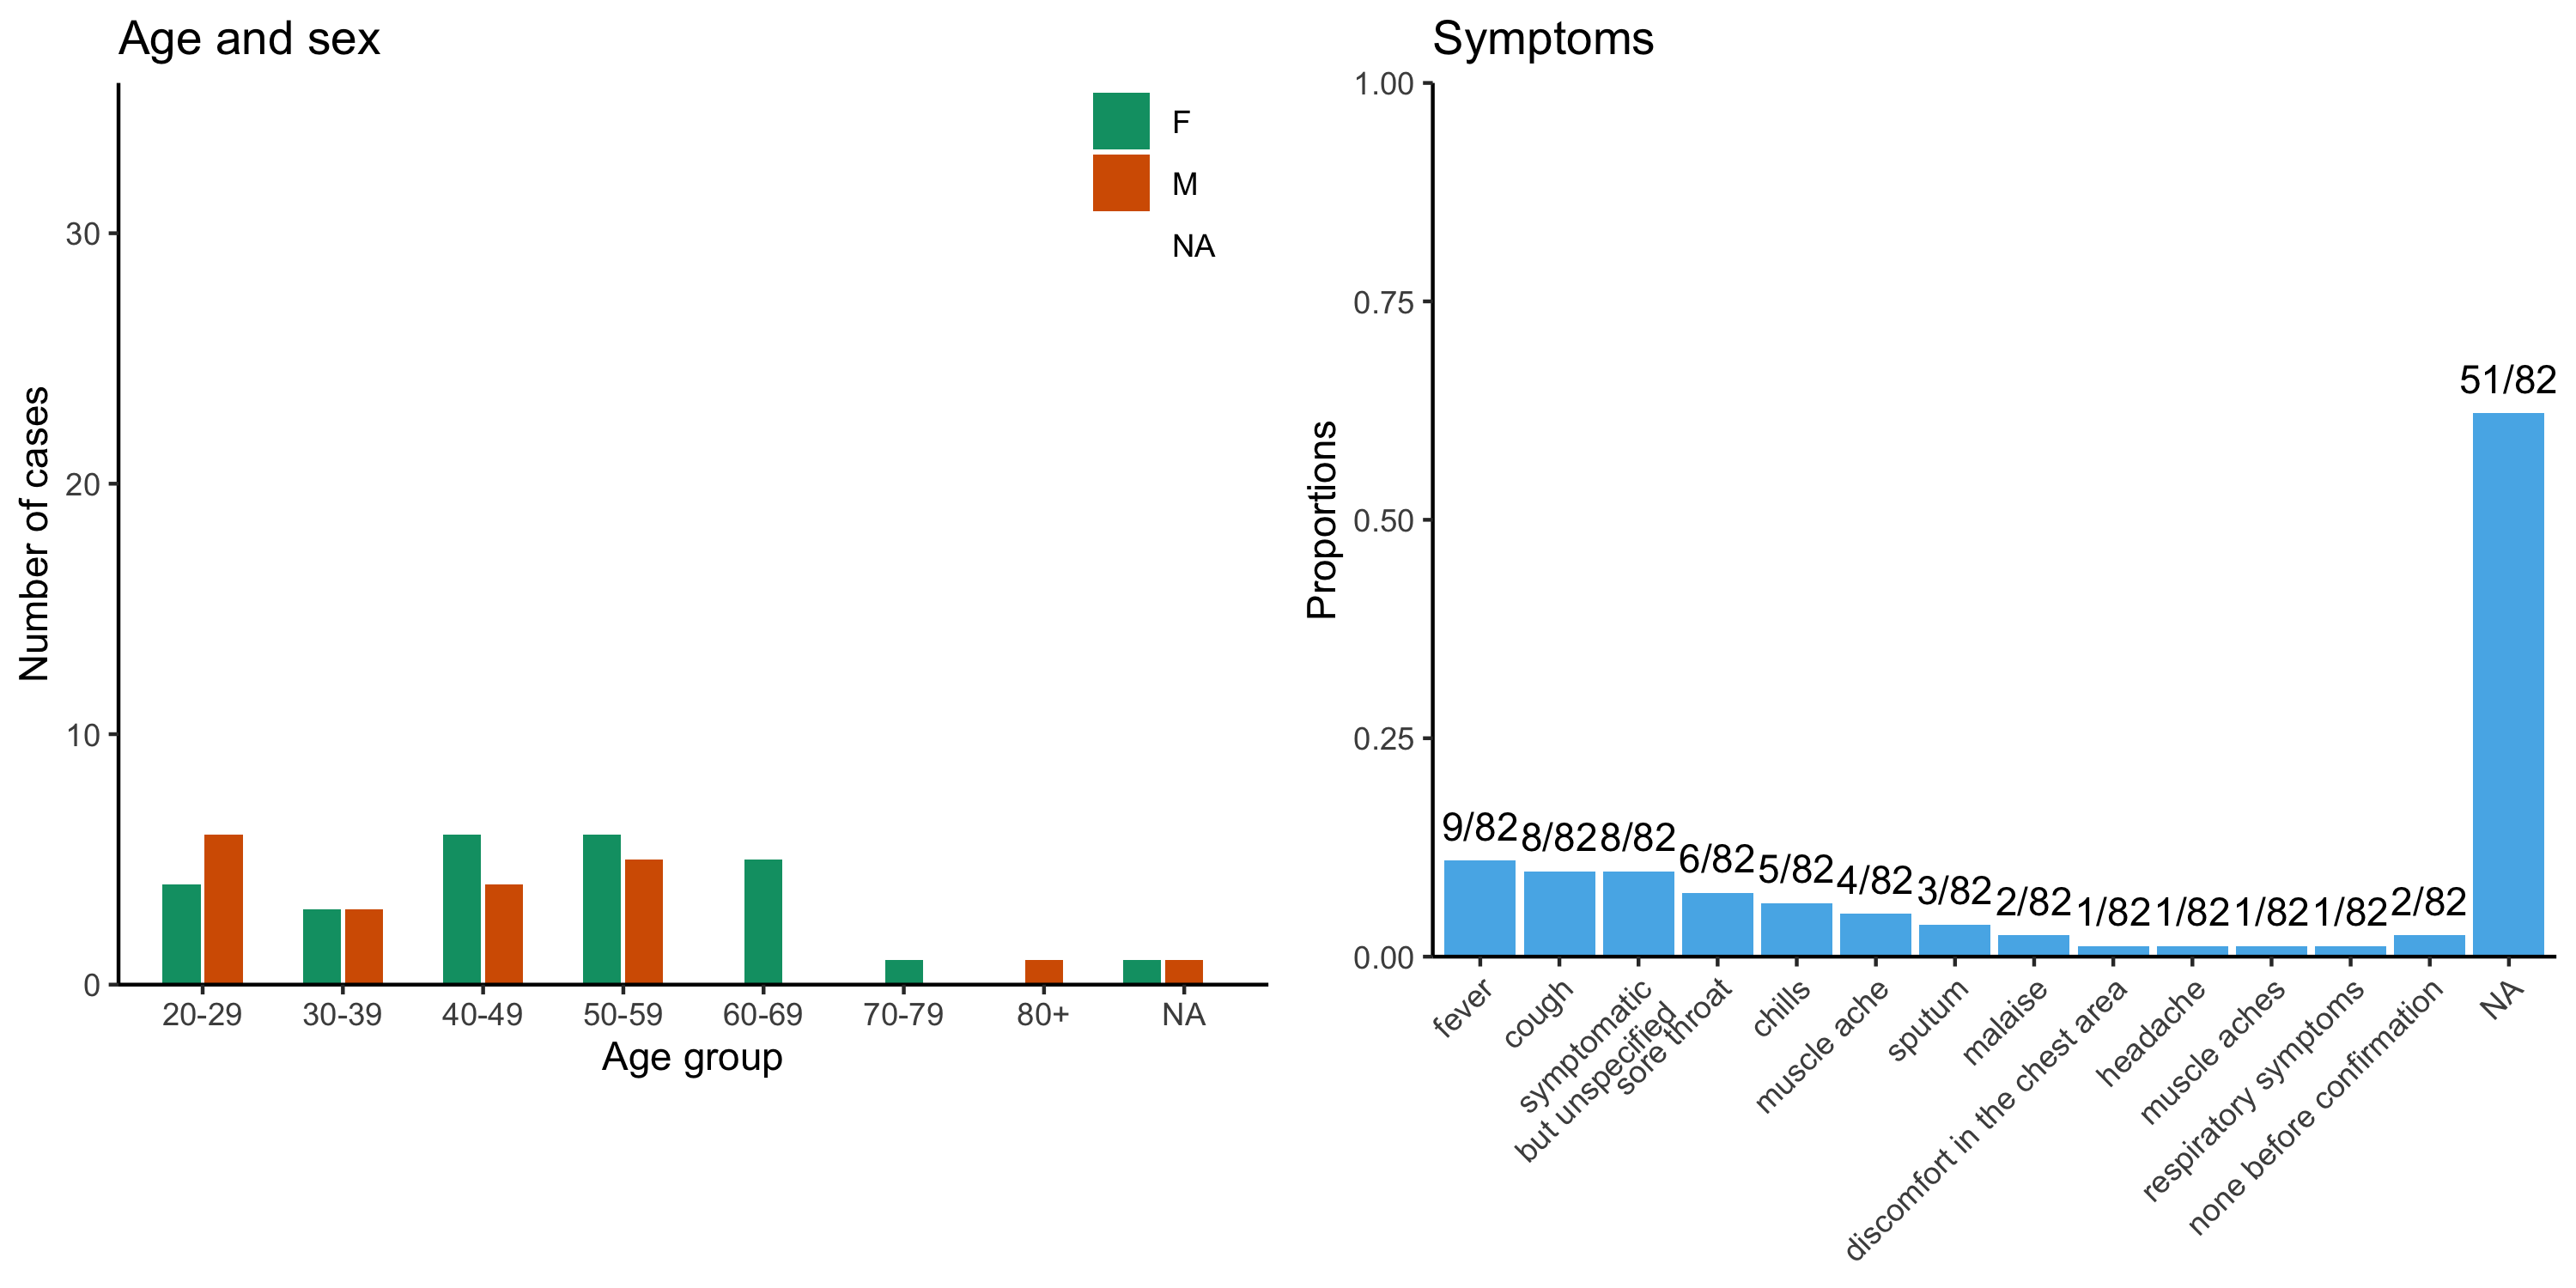 Age and sex
F
M
NA
30
20
10
0
Number of cases
20-29
30-39
40-49
50-59
60-69
70-79
80+
NA
Age group
Symptoms
1.00
0.75
0.50
0.25
0.00
Proportions
9/82
8/82
8/82
6/82
5/82
4/82
3/82
2/82
1/82
1/82
1/82
1/82
2/82
51/82
fever
cough
symptomatic
but unspecified
sore throat
chills
muscle ache
sputum
malaise
discomfort in the chest area
headache
muscle aches
respiratory symptoms
none before confirmation
NA